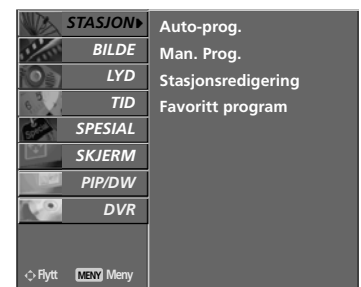 STASJON
BILDE
LYD
TID
SPESIAL
SKJERM
PIP/DW
DVR
Auto-prog.
Man. Prog.
Stasjonsredigering
Favoritt program
Flytt MENY Meny